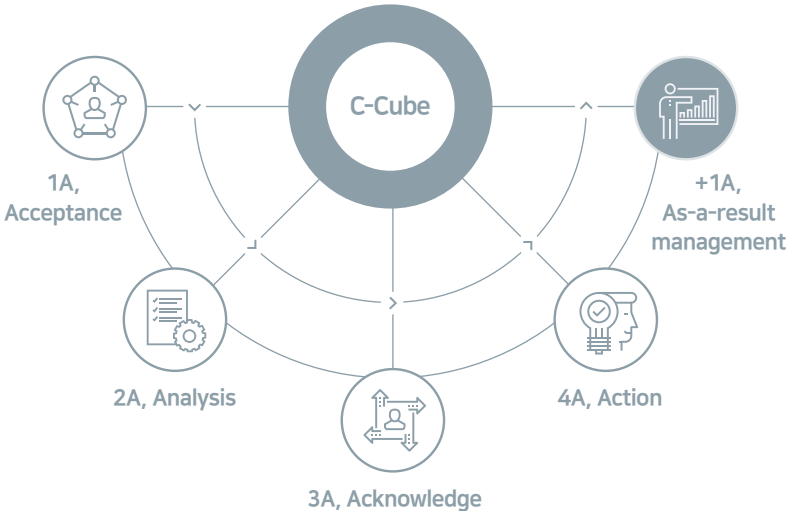 C-Cube
1A,
Acceptance
2A, Analysis
3A, Acknowledge
4A, Action
+1A,
As-a-result
management